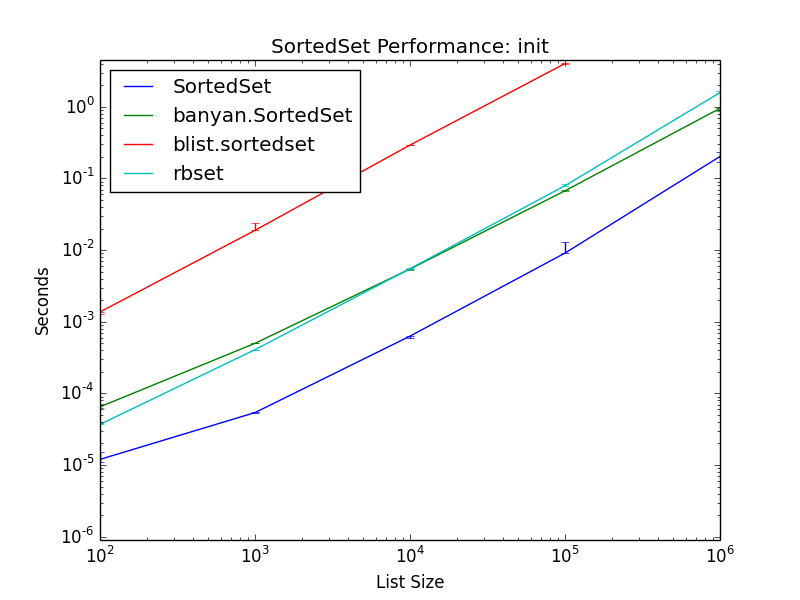 SortedSet Performance: init
SortedSet
banyan.SortedSet
blist.sortedset
rbset
10⁰
10⁻¹
10⁻²
10⁻³
10⁻⁴
10⁻⁵
10⁻⁶
Seconds
10² 10³ 10⁴ 10⁵ 10⁶
List Size